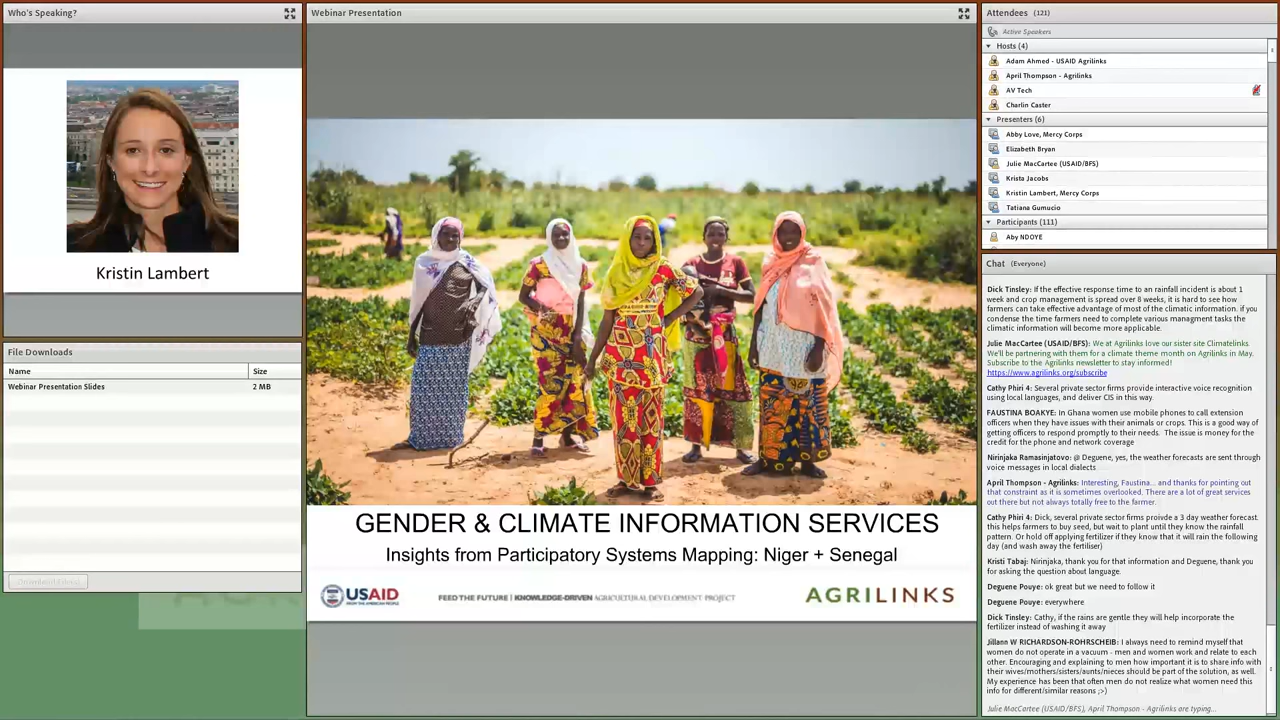 Who's Speaking?
Kristin Lambert
File Downloads
Name
Size
Webinar Presentation Slides
2 MB
Webinar Presentation
GENDER & CLIMATE INFORMATION SERVICES
Insights from Participatory Systems Mapping: Niger + Senegal
USAID
FROM THE AMERICAN PEOPLE
FEED THE FUTURE | KNOWLEDGE-DRIVEN AGRICULTURAL DEVELOPMENT PROJECT
AGRILINKS
Attendees (121)
Active Speakers
Hosts (4)
Adam Ahmed - USAID Agrilinks
April Thompson - Agrilinks
AV Tech
Charlin Caster
Presenters (6)
Abby Love, Mercy Corps
Elizabeth Bryan
Julie MacCartee (USAID/BFS)
Krista Jacobs
Kristin Lambert, Mercy Corps
Tatiana Gumucio
Participants (111)
Aby NDOYE
Chat (Everyone)
Dick Tinsley: If the effective response time to an rainfall incident is about 1
week and crop management is spread over 8 weeks, it is hard to see how
farmers can take effective advantage of most of the climatic information. if you
condense the time farmers need to complete various managment tasks the
climatic information will become more applicable.
Julie MacCartee (USAID/BFS): We at Agrilinks love our sister site Climatelinks.
We'll be partnering with them for a climate theme month on Agrilinks in May.
Subscribe to the Agrilinks newsletter to stay informed!
https://www.agrilinks.org/subscribe
Cathy Phiri 4: Several private sector firms provide interactive voice recognition
using local languages, and deliver CIS in this way.
FAUSTINA BOAKYE: In Ghana women use mobile phones to call extension
officers when they have issues with their animals or crops. This is a good way of
getting officers to respond promptly to their needs. The issue is money for the
credit for the phone and network coverage
Nirinjaka Ramasinjatovo: @ Deguene, yes, the weather forecasts are sent through
voice messages in local dialects
April Thompson - Agrilinks: Interesting, Faustina... and thanks for pointing out
that constraint as it is sometimes overlooked. There are a lot of great services
out there but not always totally free to the farmer.
Cathy Phiri 4: Dick, several private sector firms proivde a 3 day weather forecast.
this helps farmers to buy seed, but wait to plant until they know the rainfall
pattern. Or hold off applying fertilizer if they know that it will rain the following
day (and wash away the fertiliser)
Kristi Tabaj: Nirinjaka, thank you for that information and Deguene, thank you
for asking the question about language.
Deguene Pouye: ok great but we need to follow it
Deguene Pouye: everywhere
Dick Tinsley: Cathy, if the rains are gentle they will help incorporate the
fertilizer instead of washing it away
Jillann W RICHARDSON-ROHRSCHEIB: I always need to remind myself that
women do not operate in a vacuum - men and women work and relate to each
other. Encouraging and explaining to men how important it is to share info with
their wives/mothers/sisters/aunts/nieces should be part of the solution, as well.
My experience has been that often men do not realize what women need this
info for different/similar reasons ;>)
Julie MacCartee (USAID/BFS), April Thompson - Agrilinks are typing...